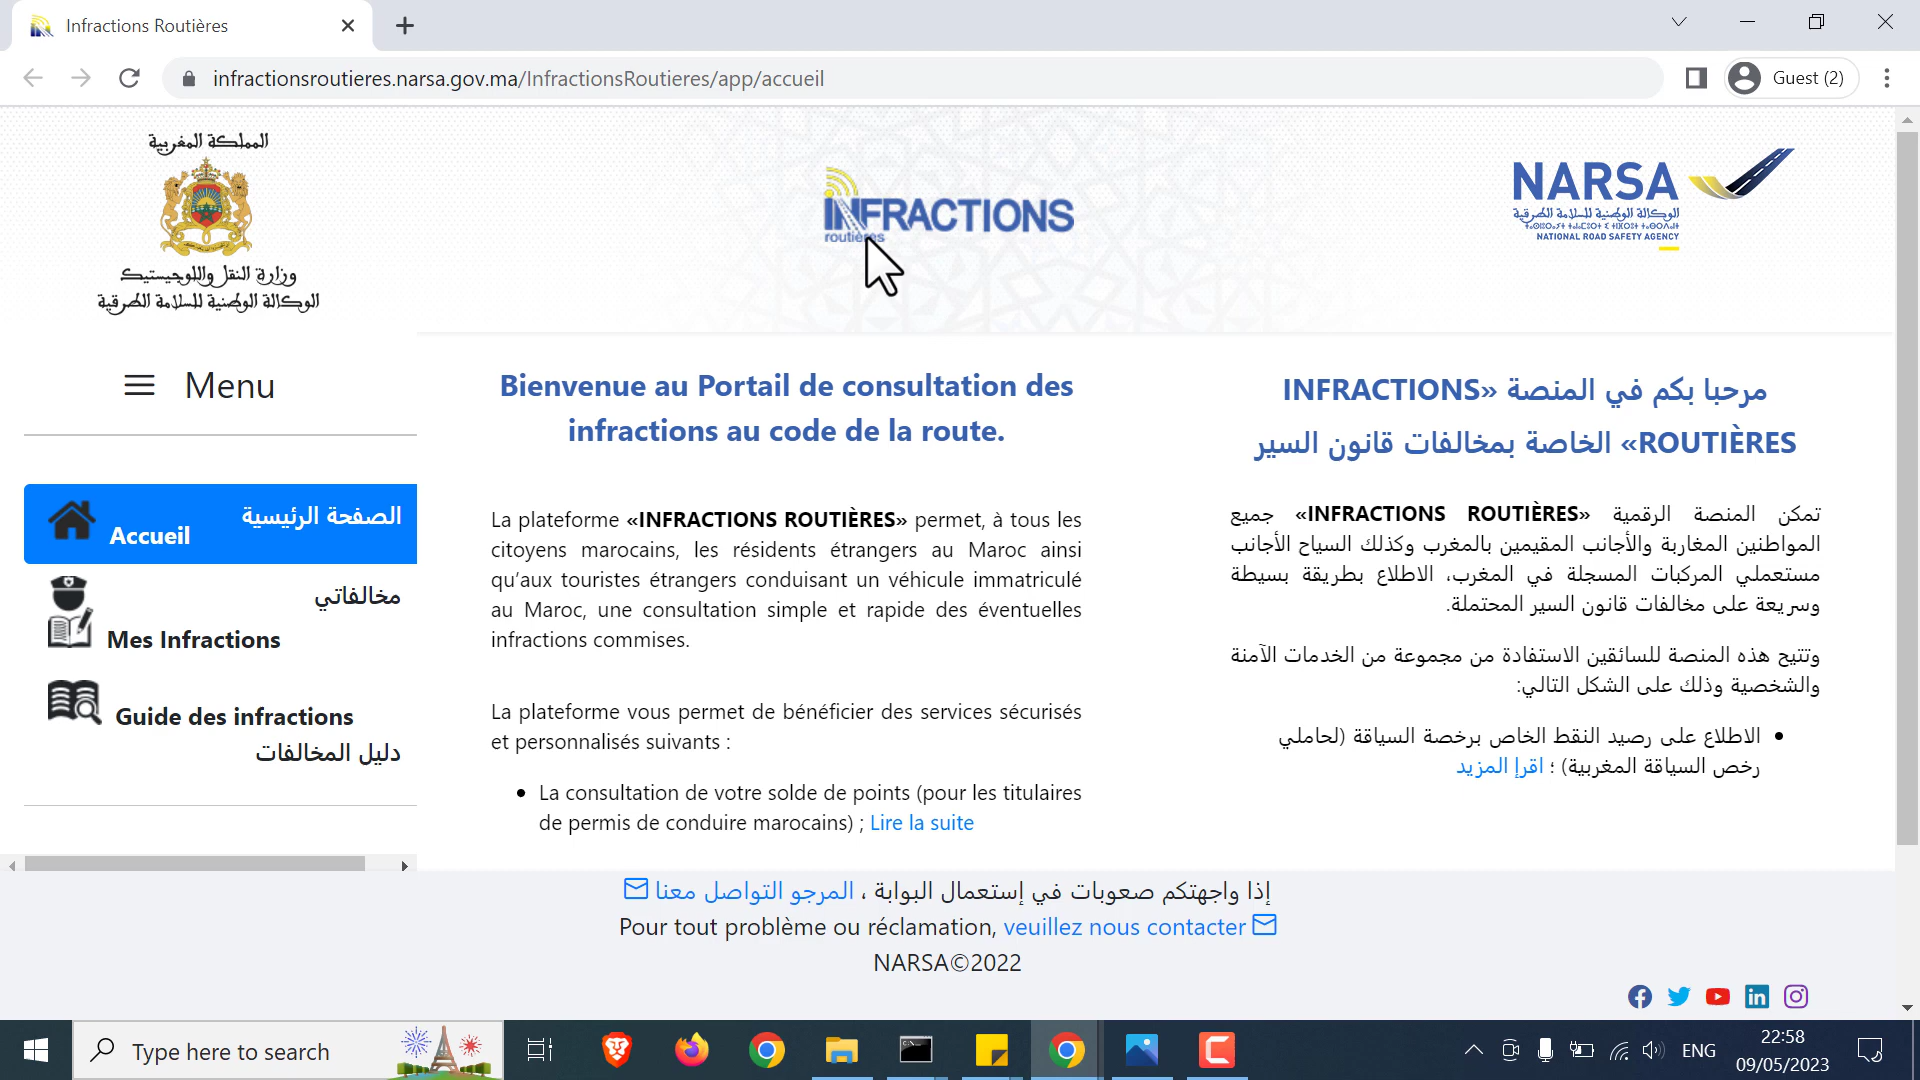 Infractions Routières
infractionsroutieres.narsa.gov.ma/InfractionsRoutieres/app/accueil
Guest (2)
المملكة المغربية
وزارة النقل واللوجيستيك
الوكالة الوطنية للسلامة الطرقية
INFRACTIONS
routières
NARSA
الوكالة الوطنية للسلامة الطرقية
NATIONAL ROAD SAFETY AGENCY
Menu
الصفحة الرئيسية
Accueil
مخالفاتي
Mes Infractions
Guide des infractions
دليل المخالفات
Bienvenue au Portail de consultation des
infractions au code de la route.
La plateforme «INFRACTIONS ROUTIÈRES» permet, à tous les
citoyens marocains, les résidents étrangers au Maroc ainsi
qu’aux touristes étrangers conduisant un véhicule immatriculé
au Maroc, une consultation simple et rapide des éventuelles
infractions commises.
La plateforme vous permet de bénéficier des services sécurisés
et personnalisés suivants :
• La consultation de votre solde de points (pour les titulaires
de permis de conduire marocains) ; Lire la suite
مرحبا بكم في المنصة «INFRACTIONS
ROUTIÈRES» الخاصة بمخالفات قانون السير
تمكن المنصة الرقمية «INFRACTIONS ROUTIÈRES» جميع
المواطنين المغاربة والأجانب المقيمين بالمغرب وكذلك السياح الأجانب
مستعملي المركبات المسجلة في المغرب، الاطلاع بطريقة بسيطة
وسريعة على مخالفات قانون السير المحتملة.
وتتيح هذه المنصة للسائقين الاستفادة من مجموعة من الخدمات الآمنة
والشخصية وذلك على الشكل التالي:
• الاطلاع على رصيد النقط الخاص برخصة السياقة (لحاملي
رخص السياقة المغربية) ؛ اقرإ المزيد
إذا واجهتكم صعوبات في إستعمال البوابة ، المرجو التواصل معنا
Pour tout problème ou réclamation, veuillez nous contacter
NARSA©2022
Type here to search
ENG
22:58
09/05/2023